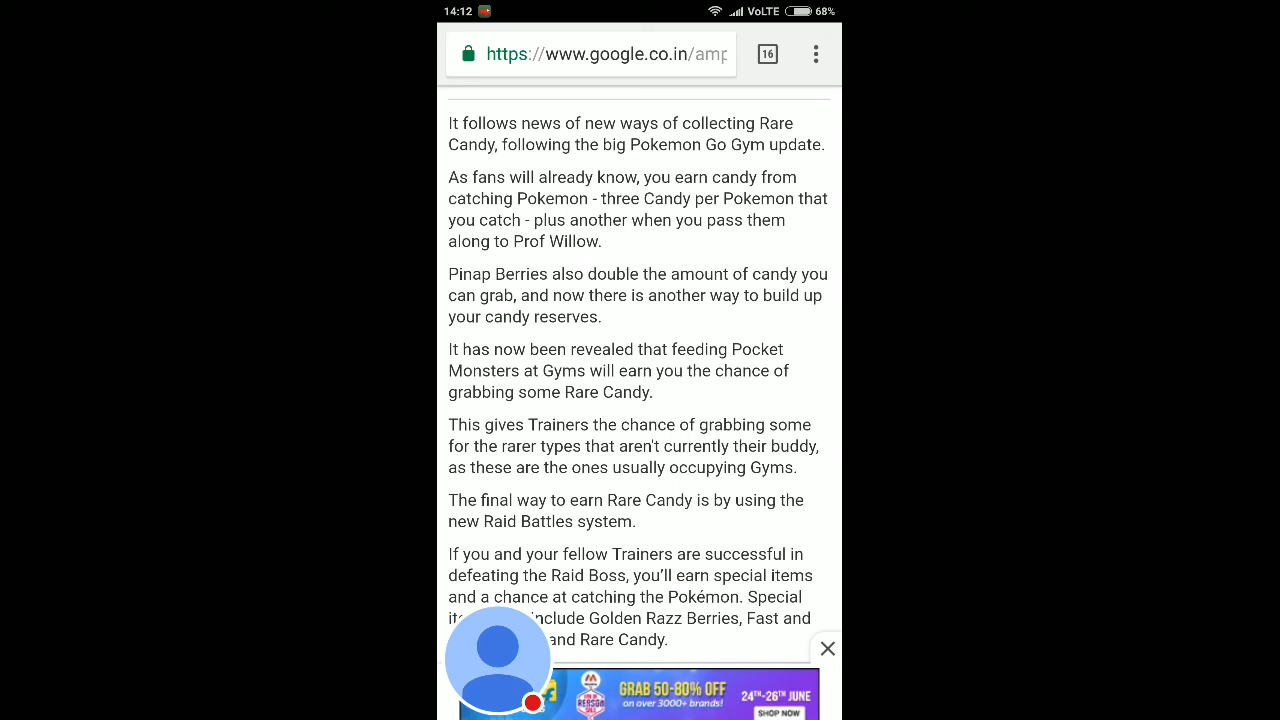 14:12
VoLTE 68%
https://www.google.co.in/amp
16
It follows news of new ways of collecting Rare
Candy, following the big Pokemon Go Gym update.
As fans will already know, you earn candy from
catching Pokemon - three Candy per Pokemon that
you catch - plus another when you pass them
along to Prof Willow.
Pinap Berries also double the amount of candy you
can grab, and now there is another way to build up
your candy reserves.
It has now been revealed that feeding Pocket
Monsters at Gyms will earn you the chance of
grabbing some Rare Candy.
This gives Trainers the chance of grabbing some
for the rarer types that aren't currently their buddy,
as these are the ones usually occupying Gyms.
The final way to earn Rare Candy is by using the
new Raid Battles system.
If you and your fellow Trainers are successful in
defeating the Raid Boss, you’ll earn special items
and a chance at catching the Pokémon. Special
include Golden Razz Berries, Fast and
and Rare Candy.
GRAB 50-80% OFF
on over 3000+ brands!
24TH-26TH JUNE
SHOP NOW